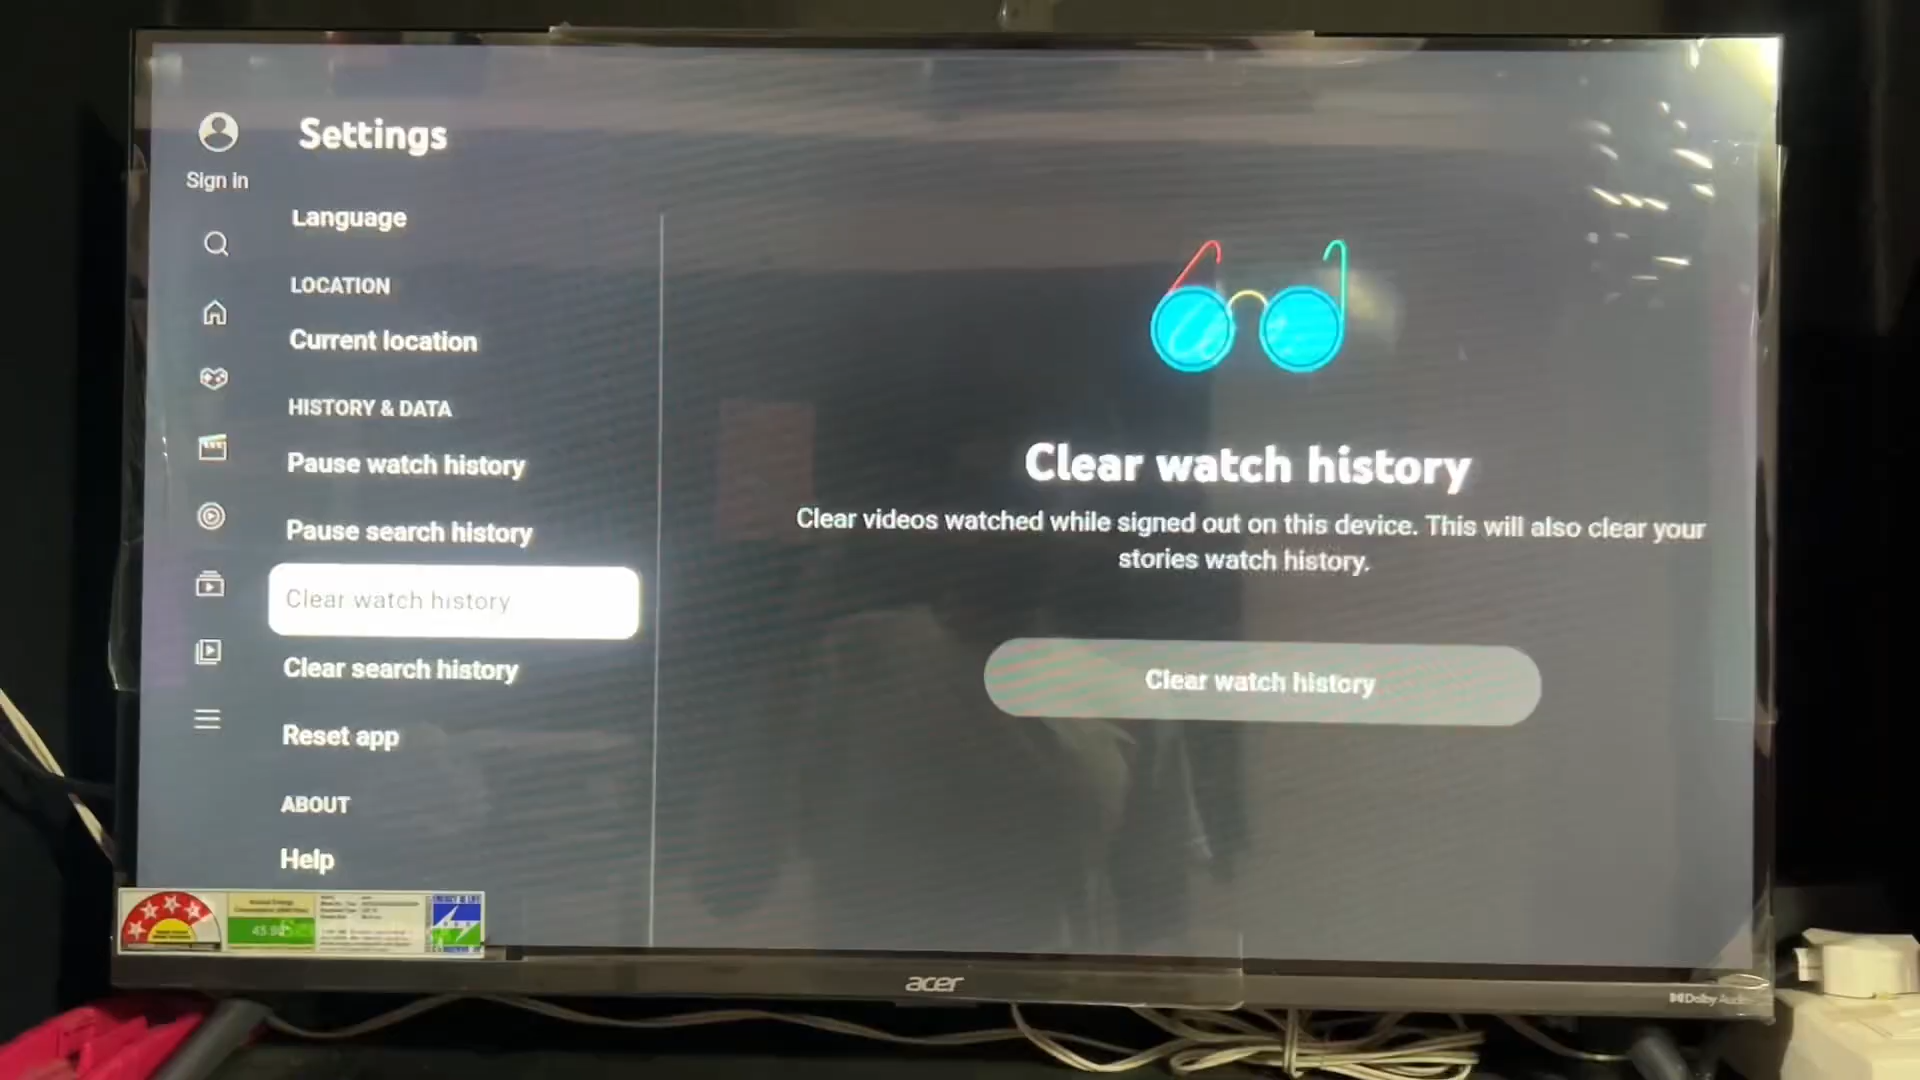 Settings
Sign in
Language
LOCATION
Current location
HISTORY & DATA
Pause watch history
Pause search history
Clear watch history
Clear search history
Reset app
ABOUT
Help
Clear watch history
Clear videos watched while signed out on this device. This will also clear your
stories watch history.
Clear watch history
acer
Dolby Audio